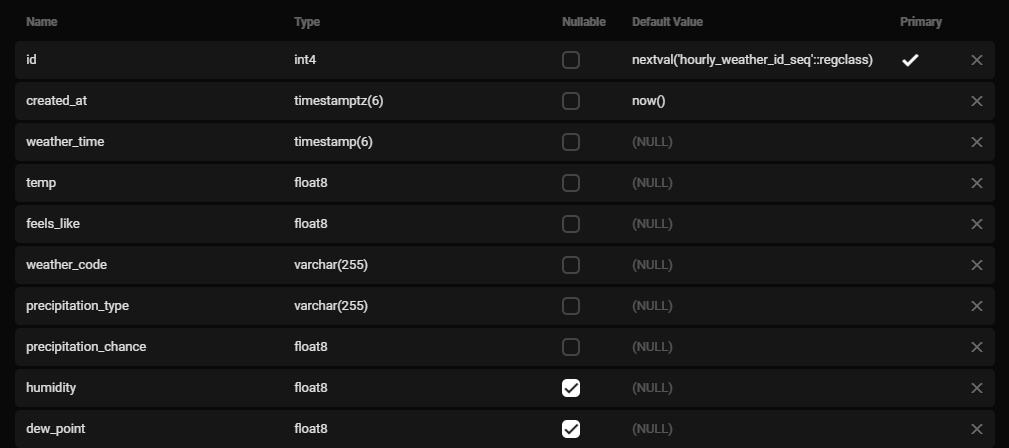 Name Type Nullable Default Value Primary
id int4 nextval('hourly_weather_id_seq'::regclass)
created_at timestamptz(6) now()
weather_time timestamp(6) (NULL)
temp float8 (NULL)
feels_like float8 (NULL)
weather_code varchar(255) (NULL)
precipitation_type varchar(255) (NULL)
precipitation_chance float8 (NULL)
humidity float8 (NULL)
dew_point float8 (NULL)